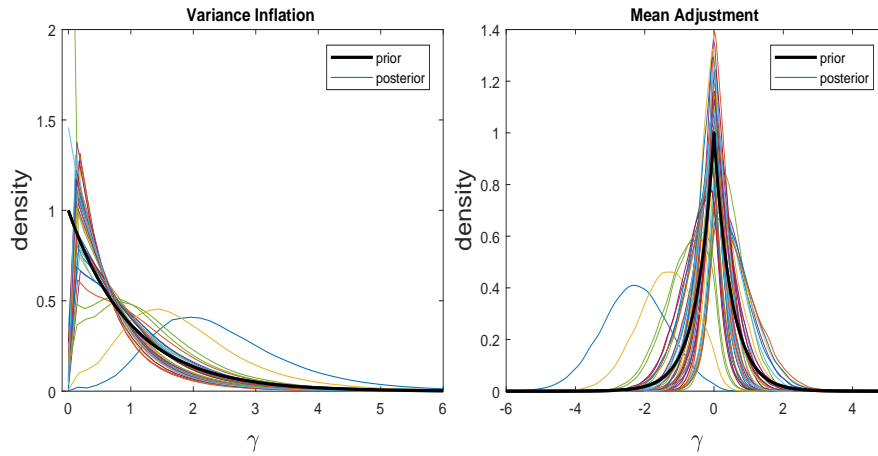 Variance Inflation
2
1.5
1
0.5
0
density
0 1 2 3 4 5 6
γ
prior
posterior
Mean Adjustment
1.4
1.2
1
0.8
0.6
0.4
0.2
0
density
-6 -4 -2 0 2 4
γ
prior
posterior